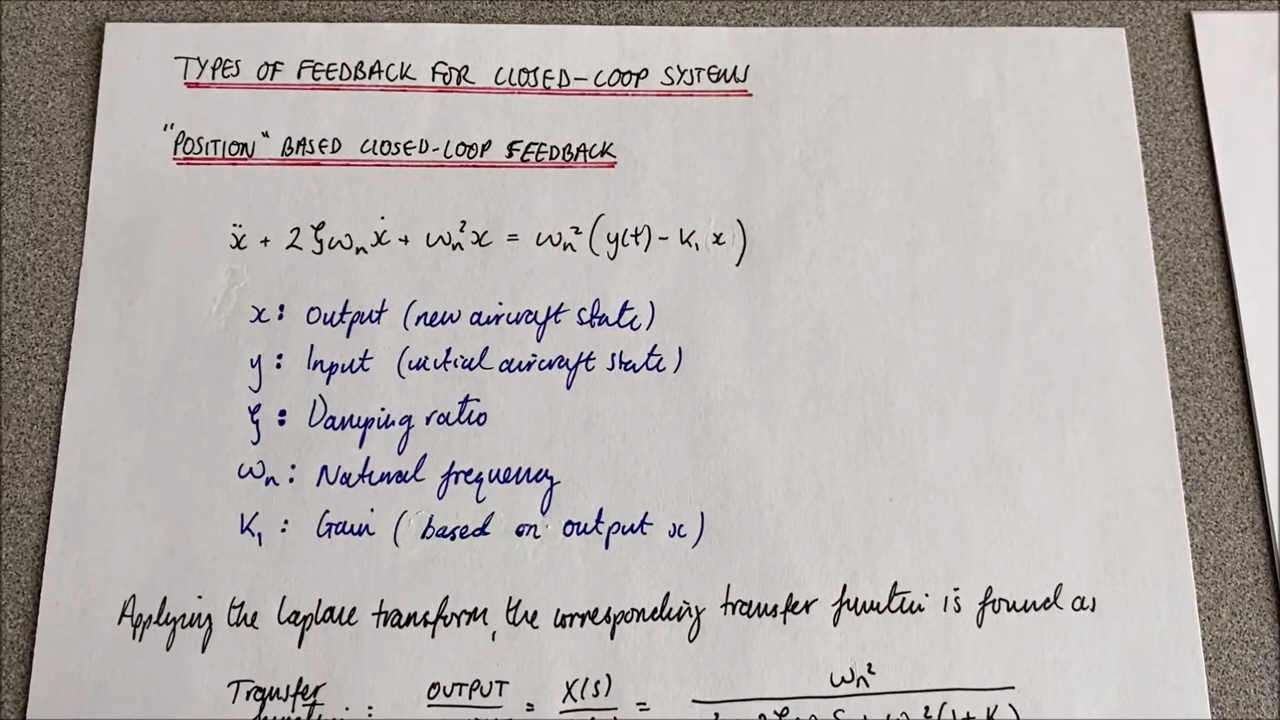 TYPES OF FEEDBACK FOR CLOSED-LOOP SYSTEMS
"POSITION" BASED CLOSED-LOOP FEEDBACK
ẍ + 2ζωₙẋ + ωₙ²x = ωₙ²(y(t) - K₁ x)
x: output (new aircraft state)
y: Input (initial aircraft state)
ζ: Damping ratio
ωₙ: Natural frequency
K₁: Gain (based on output x)
Applying the Laplace transform, the corresponding transfer function is found as
Transfer OUTPUT = X(s) = ωₙ²